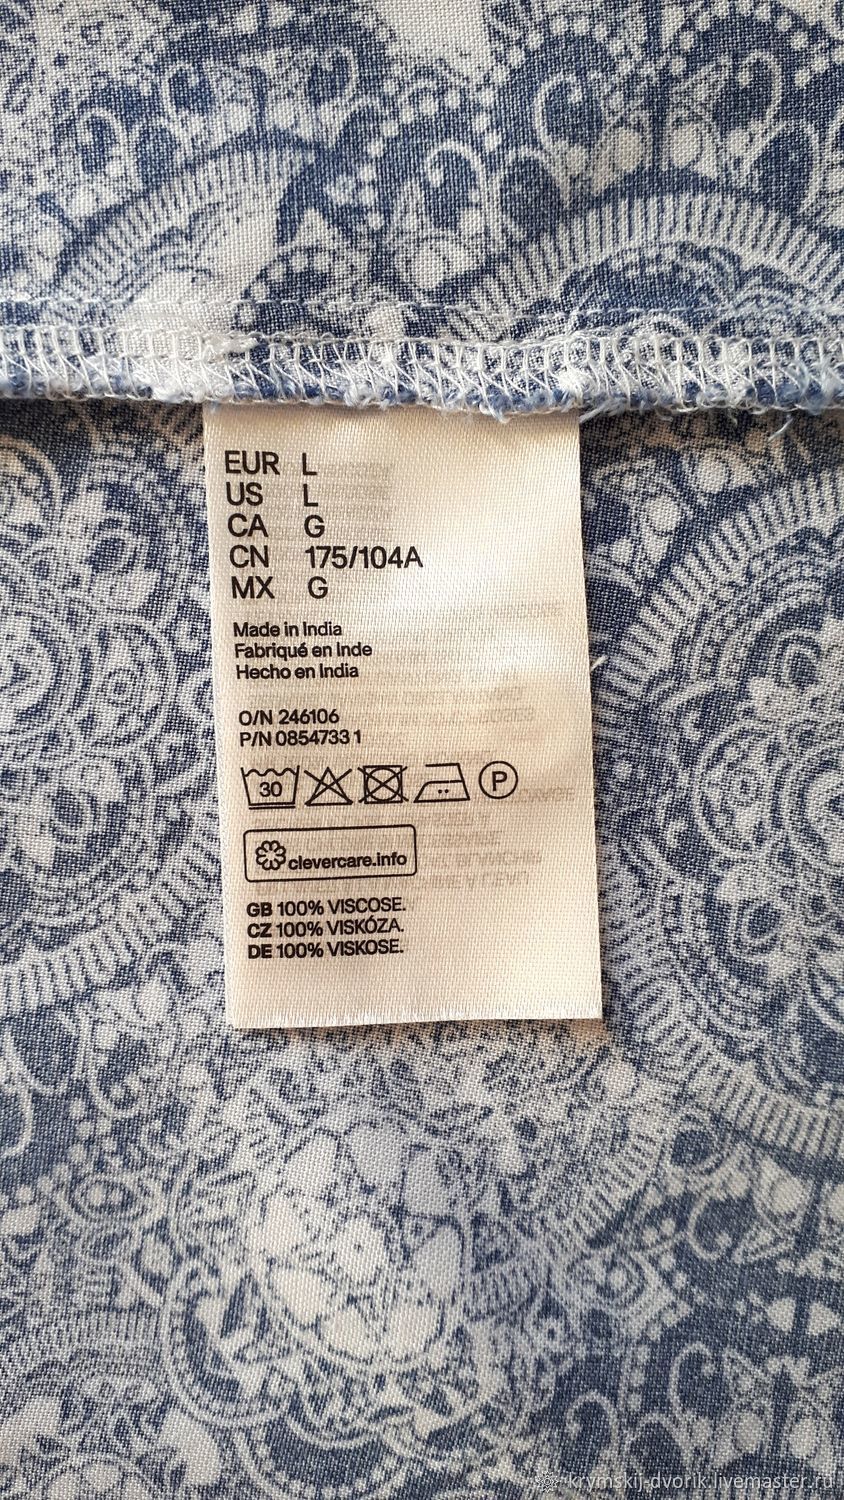 EUR L
US L
CA G
CN 175/104A
MX G
Made in India
Fabriqué en Inde
Hecho en India
O/N 246106
P/N 0854733 1
30
P
clevercare.info
GB 100% VISCOSE.
CZ 100% VISKÓZA.
DE 100% VISKOSE.
krymskij-dvorik.livemaster.ru